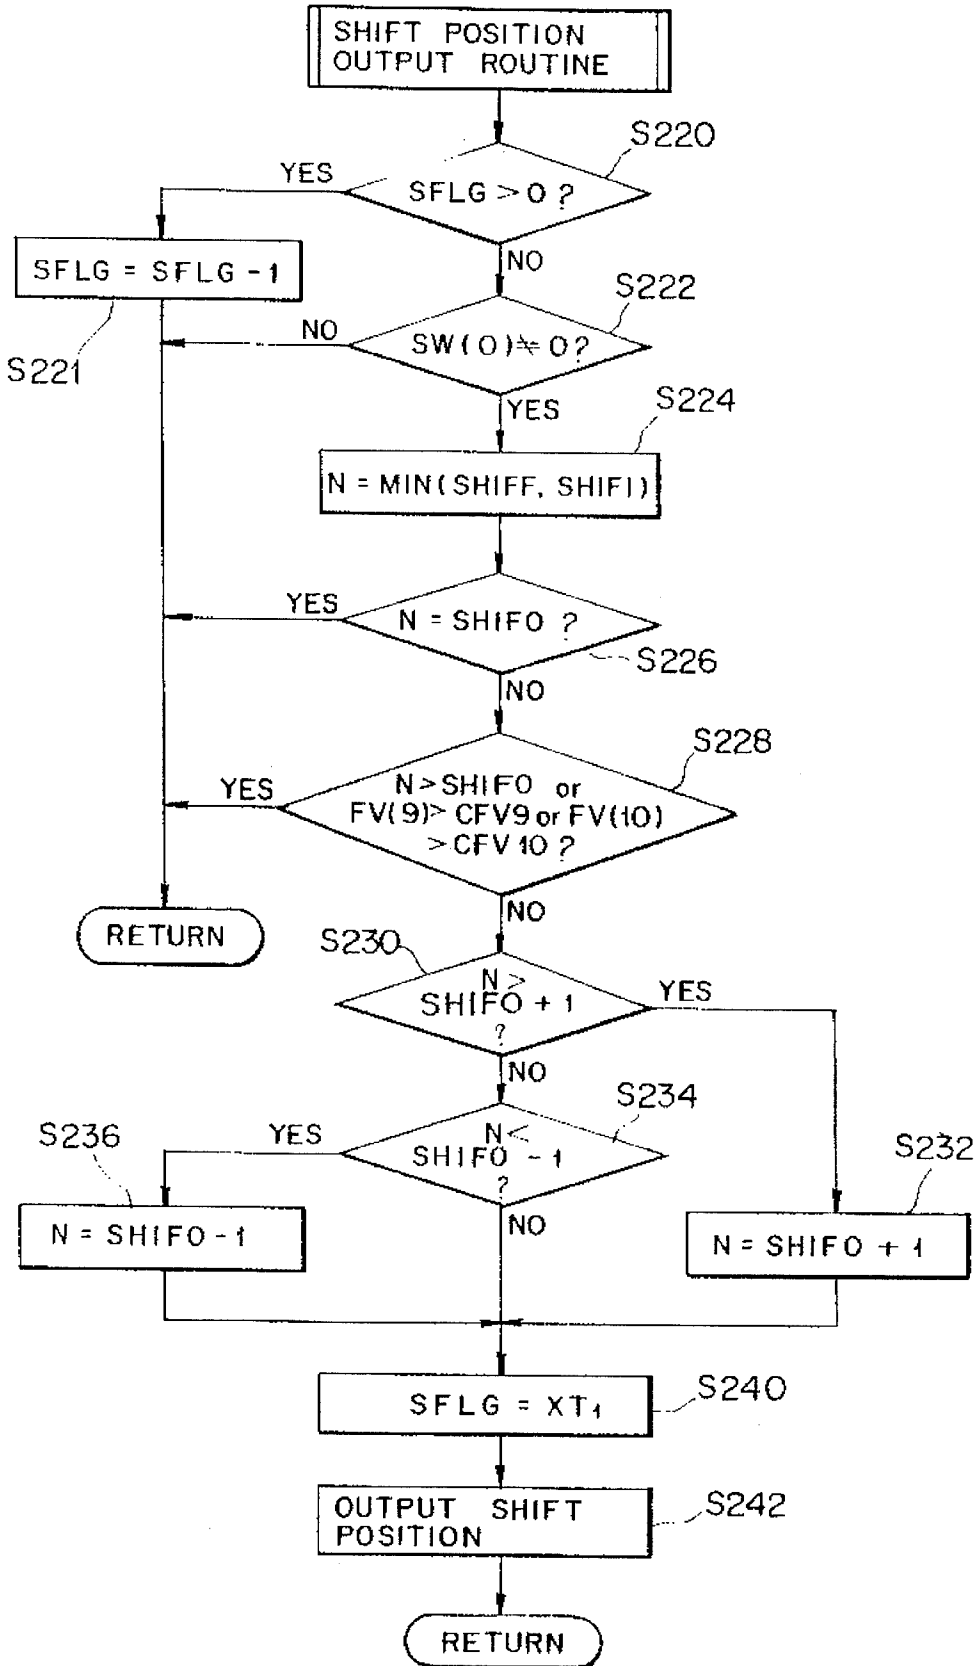 SHIFT POSITION
OUTPUT ROUTINE
S220
YES
SFLG > 0 ?
NO
SFLG = SFLG - 1
S221
S222
NO
SW(0) ≠ 0?
YES
S224
N = MIN(SHIFF, SHIFI)
YES
N = SHIFO ?
S226
NO
S228
YES
N > SHIFO or
FV(9) > CFV9 or FV(10)
> CFV10 ?
NO
RETURN
S230
N >
SHIFO + 1
?
YES
NO
S234
S236
YES
N <
SHIFO - 1
?
S232
NO
N = SHIFO - 1
N = SHIFO + 1
SFLG = XT₁
S240
OUTPUT SHIFT
POSITION
S242
RETURN